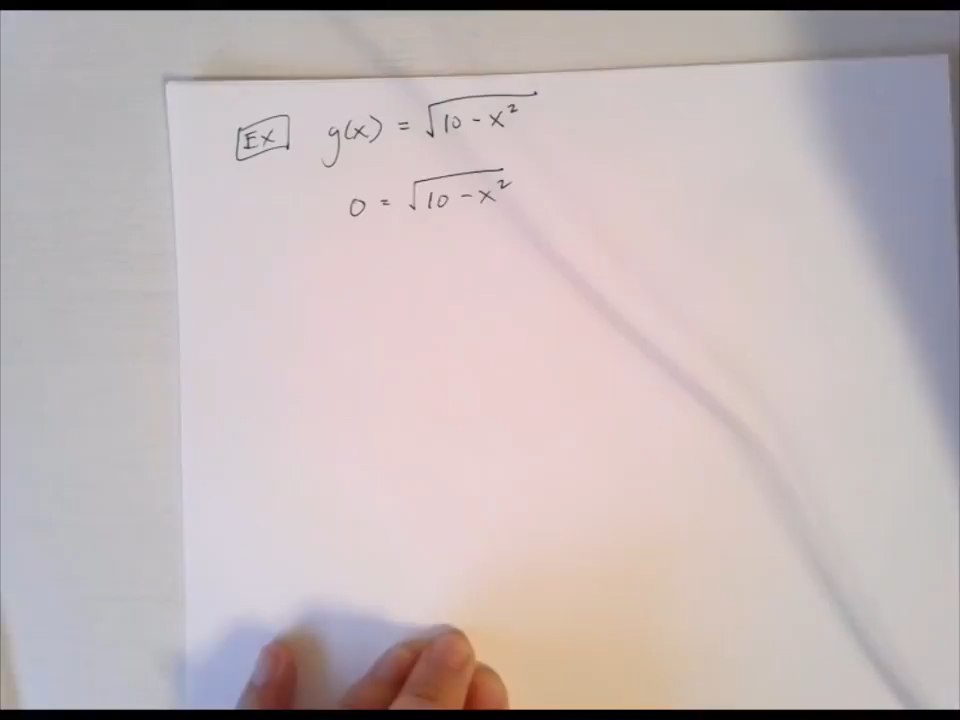 Ex g(x) = √10 - x²
0 = √10 - x²